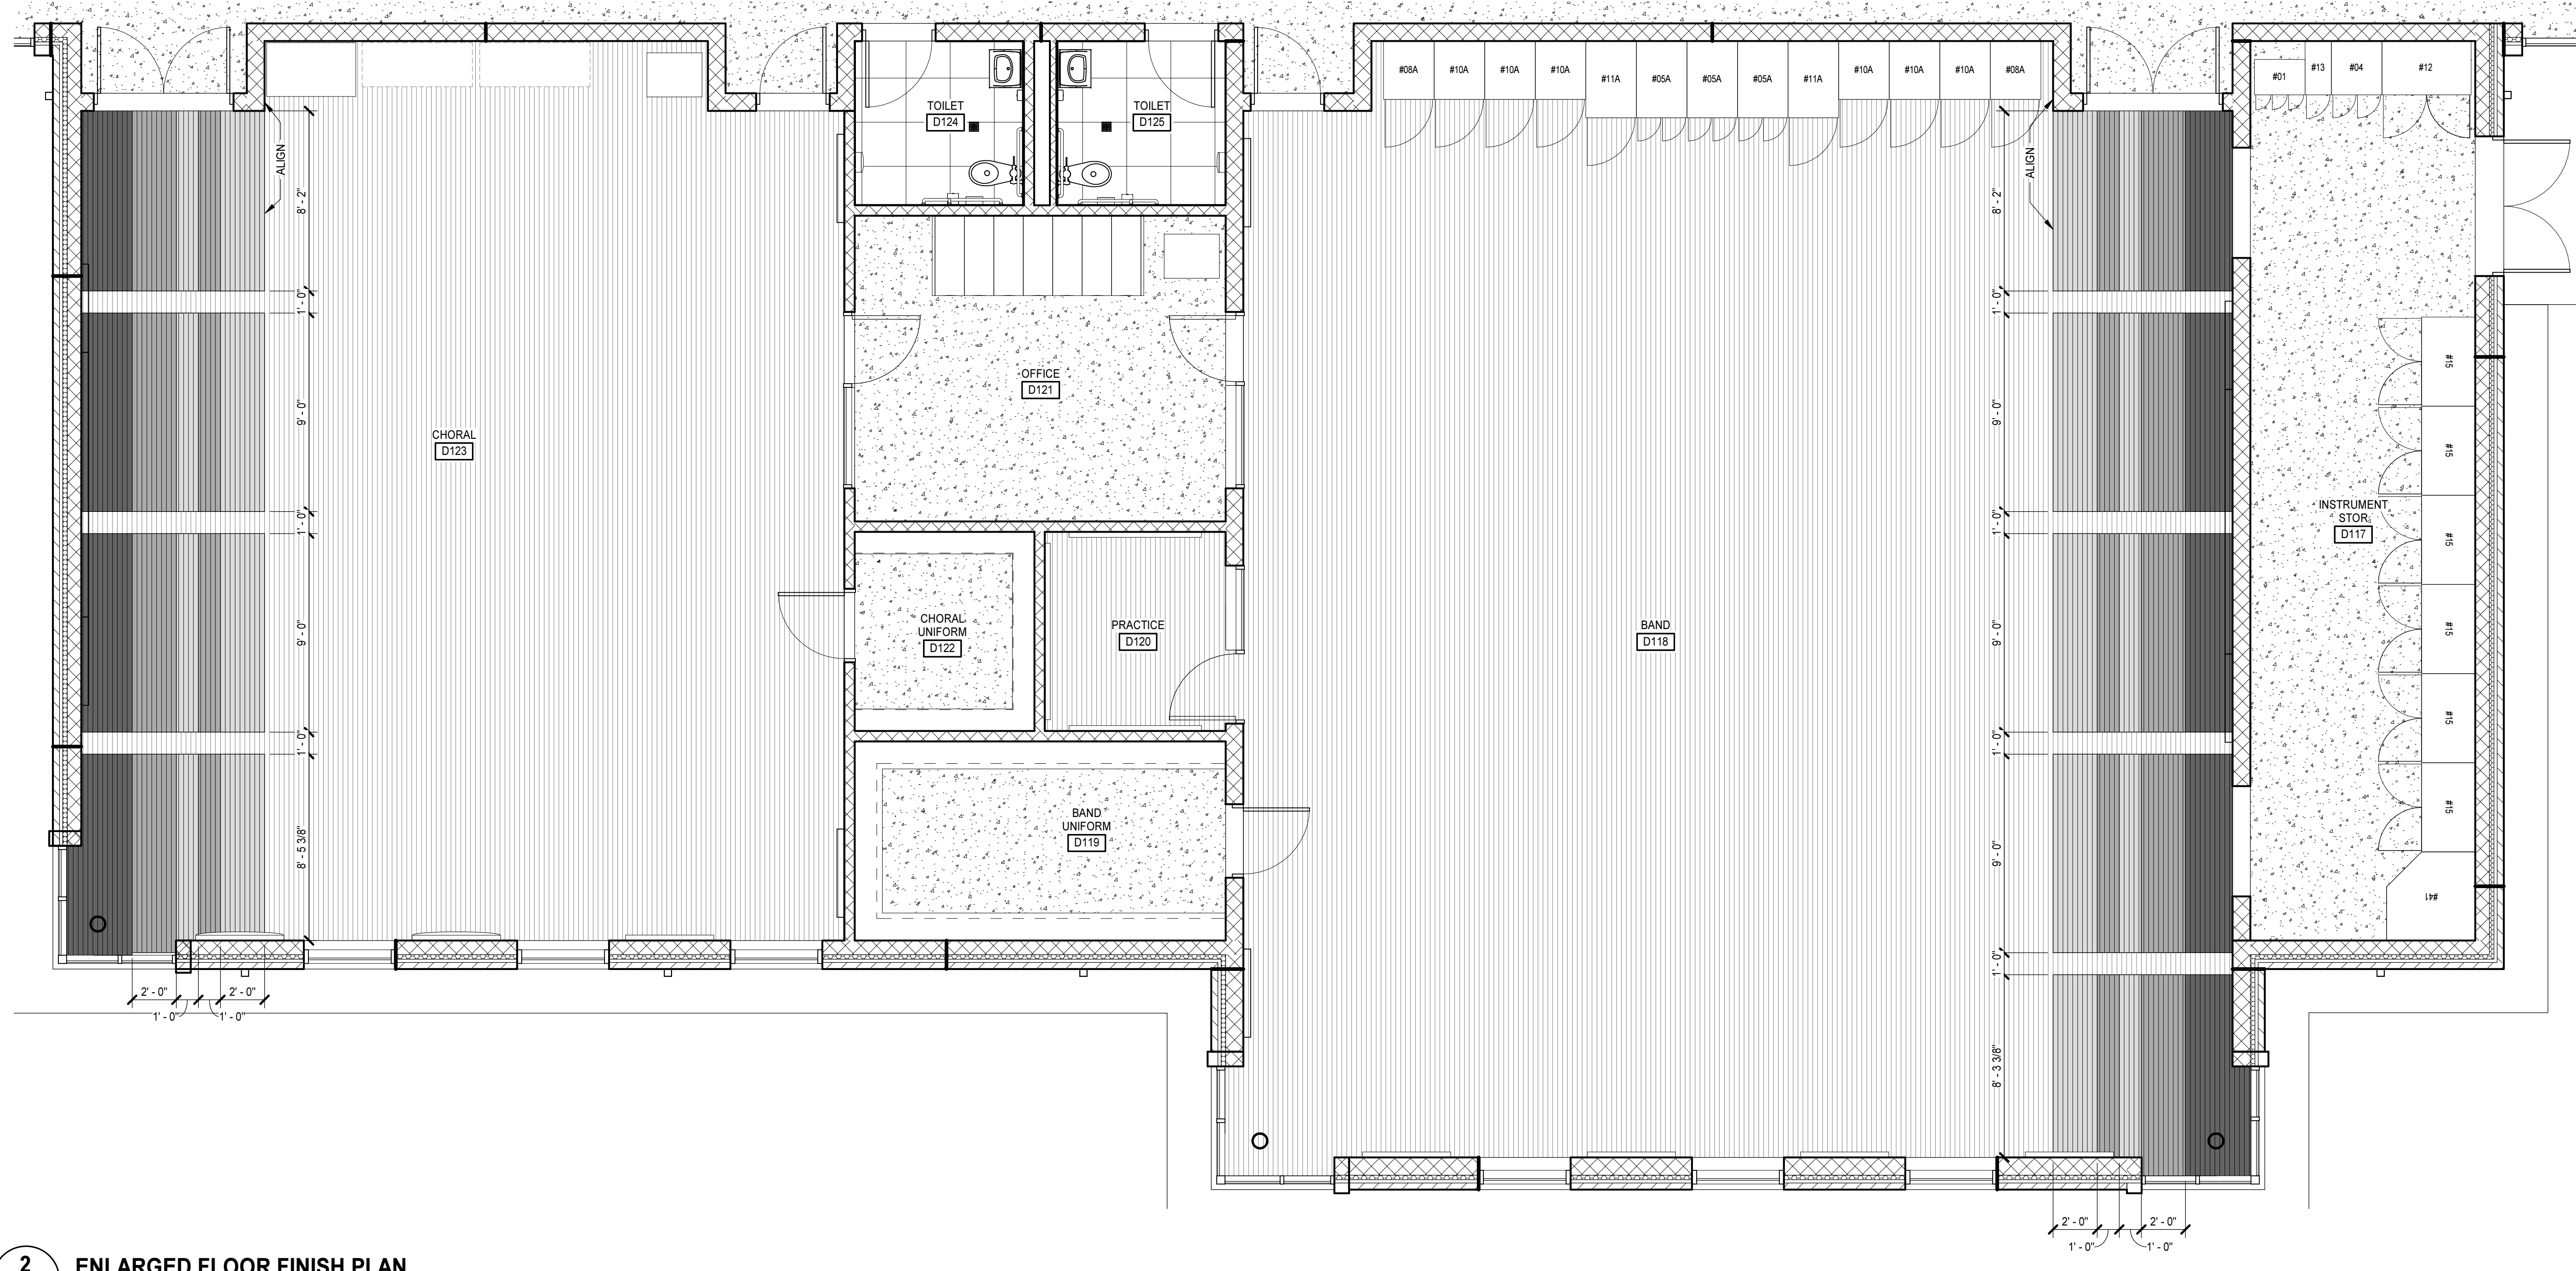 #08A
#10A
#10A
#10A
#11A
#05A
#05A
#05A
#11A
#10A
#10A
#10A
#08A
#01
#13
#04
#12
TOILET
D124
TOILET
D125
ALIGN
ALIGN
8' - 2"
8' - 2"
1' - 0"
1' - 0"
OFFICE
D121
9' - 0"
9' - 0"
#15
CHORAL
D123
#15
1' - 0"
1' - 0"
INSTRUMENT
STOR
D117
#15
CHORAL
UNIFORM
D122
PRACTICE
D120
BAND
D118
9' - 0"
9' - 0"
#15
1' - 0"
1' - 0"
#15
BAND
UNIFORM
D119
8' - 5 3/8"
9' - 0"
#15
#41
1' - 0"
2' - 0"
2' - 0"
1' - 0"
1' - 0"
8' - 3 3/8"
2' - 0"
2' - 0"
1' - 0"
1' - 0"
2
ENLARGED FLOOR FINISH PLAN